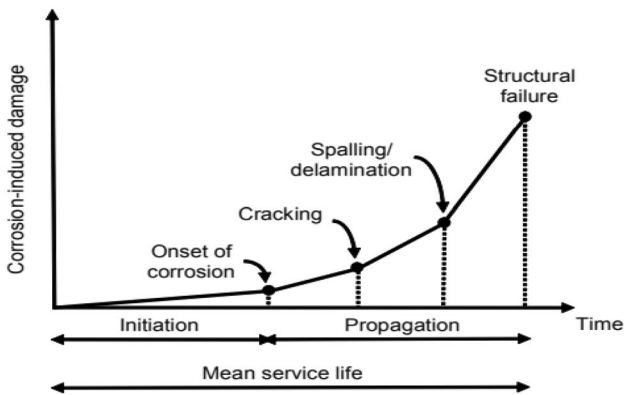 Corrosion-induced damage
Structural
failure
Spalling/
delamination
Cracking
Onset of
corrosion
Initiation
Propagation
Time
Mean service life